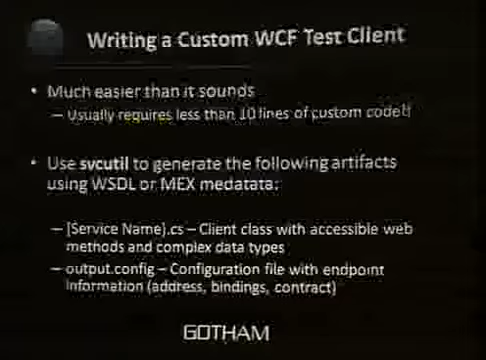 Writing a Custom WCF Test Client
• Much easier than it sounds
– Usually requires less than 10 lines of custom code!!
• Use svcutil to generate the following artifacts
using WSDL or MEX medatata:
– [Service Name].cs – Client class with accessible web
methods and complex data types
– output.config – Configuration file with endpoint
information (address, bindings, contract)
GOTHAM